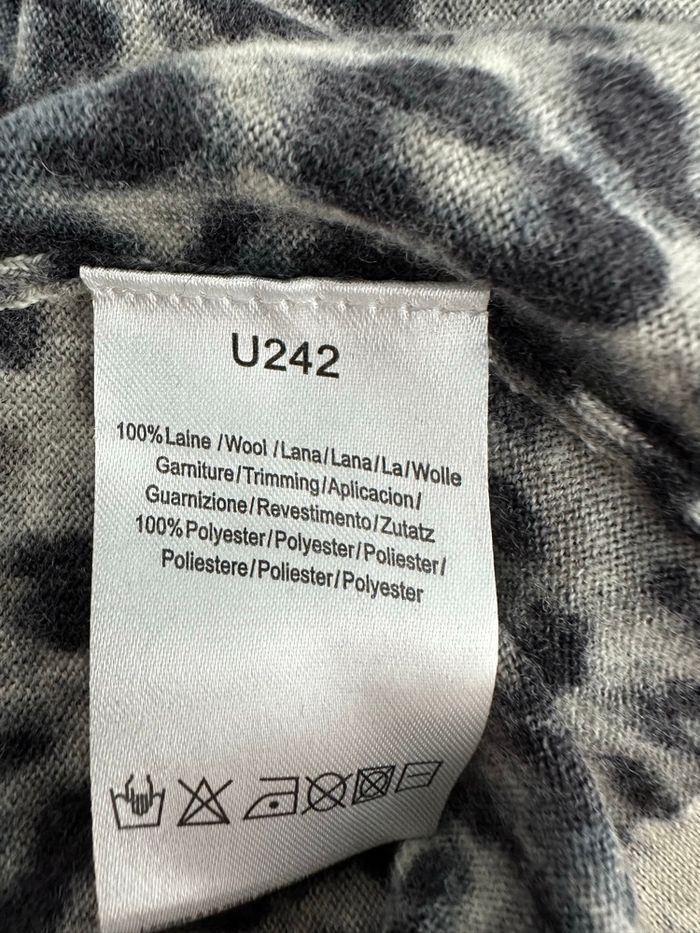 U242
100%Laine/Wool/Lana/Lana/La/Wolle
Garniture/Trimming/Aplicacion/
Guarnizione/Revestimento/Zutatz
100%Polyester/Polyester/Poliester/
Poliestere/Poliester/Polyester